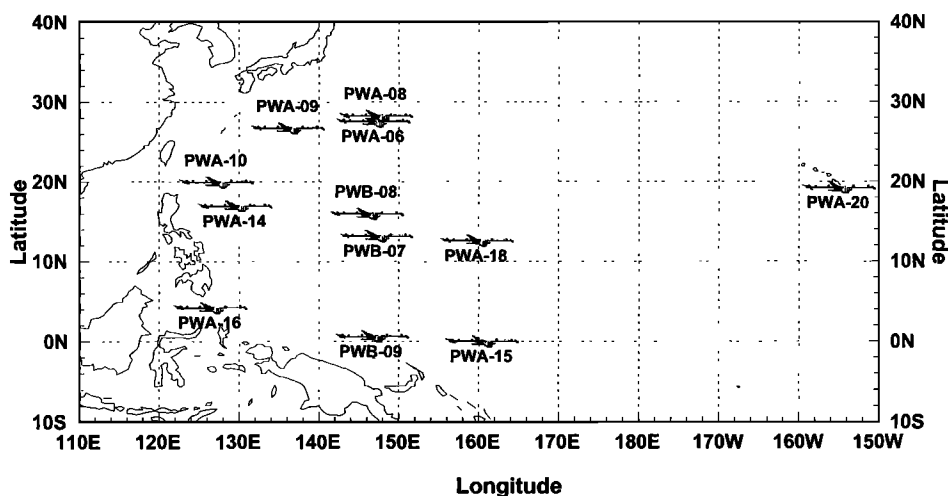 40N 40N
PWA-08
PWA-09
30N 30N
PWA-06
PWA-10
20N PWB-08 20N
PWA-20
PWA-14
PWB-07 PWA-18
10N 10N
PWA-16
0N PWB-09 PWA-15 0N
10S 10S
110E 120E 130E 140E 150E 160E 170E 180E 170W 160W 150W
Latitude
Latitude
Longitude